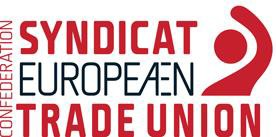 CONFEDERATION
SYNDICAT
EUROPEÆN
TRADE UNION